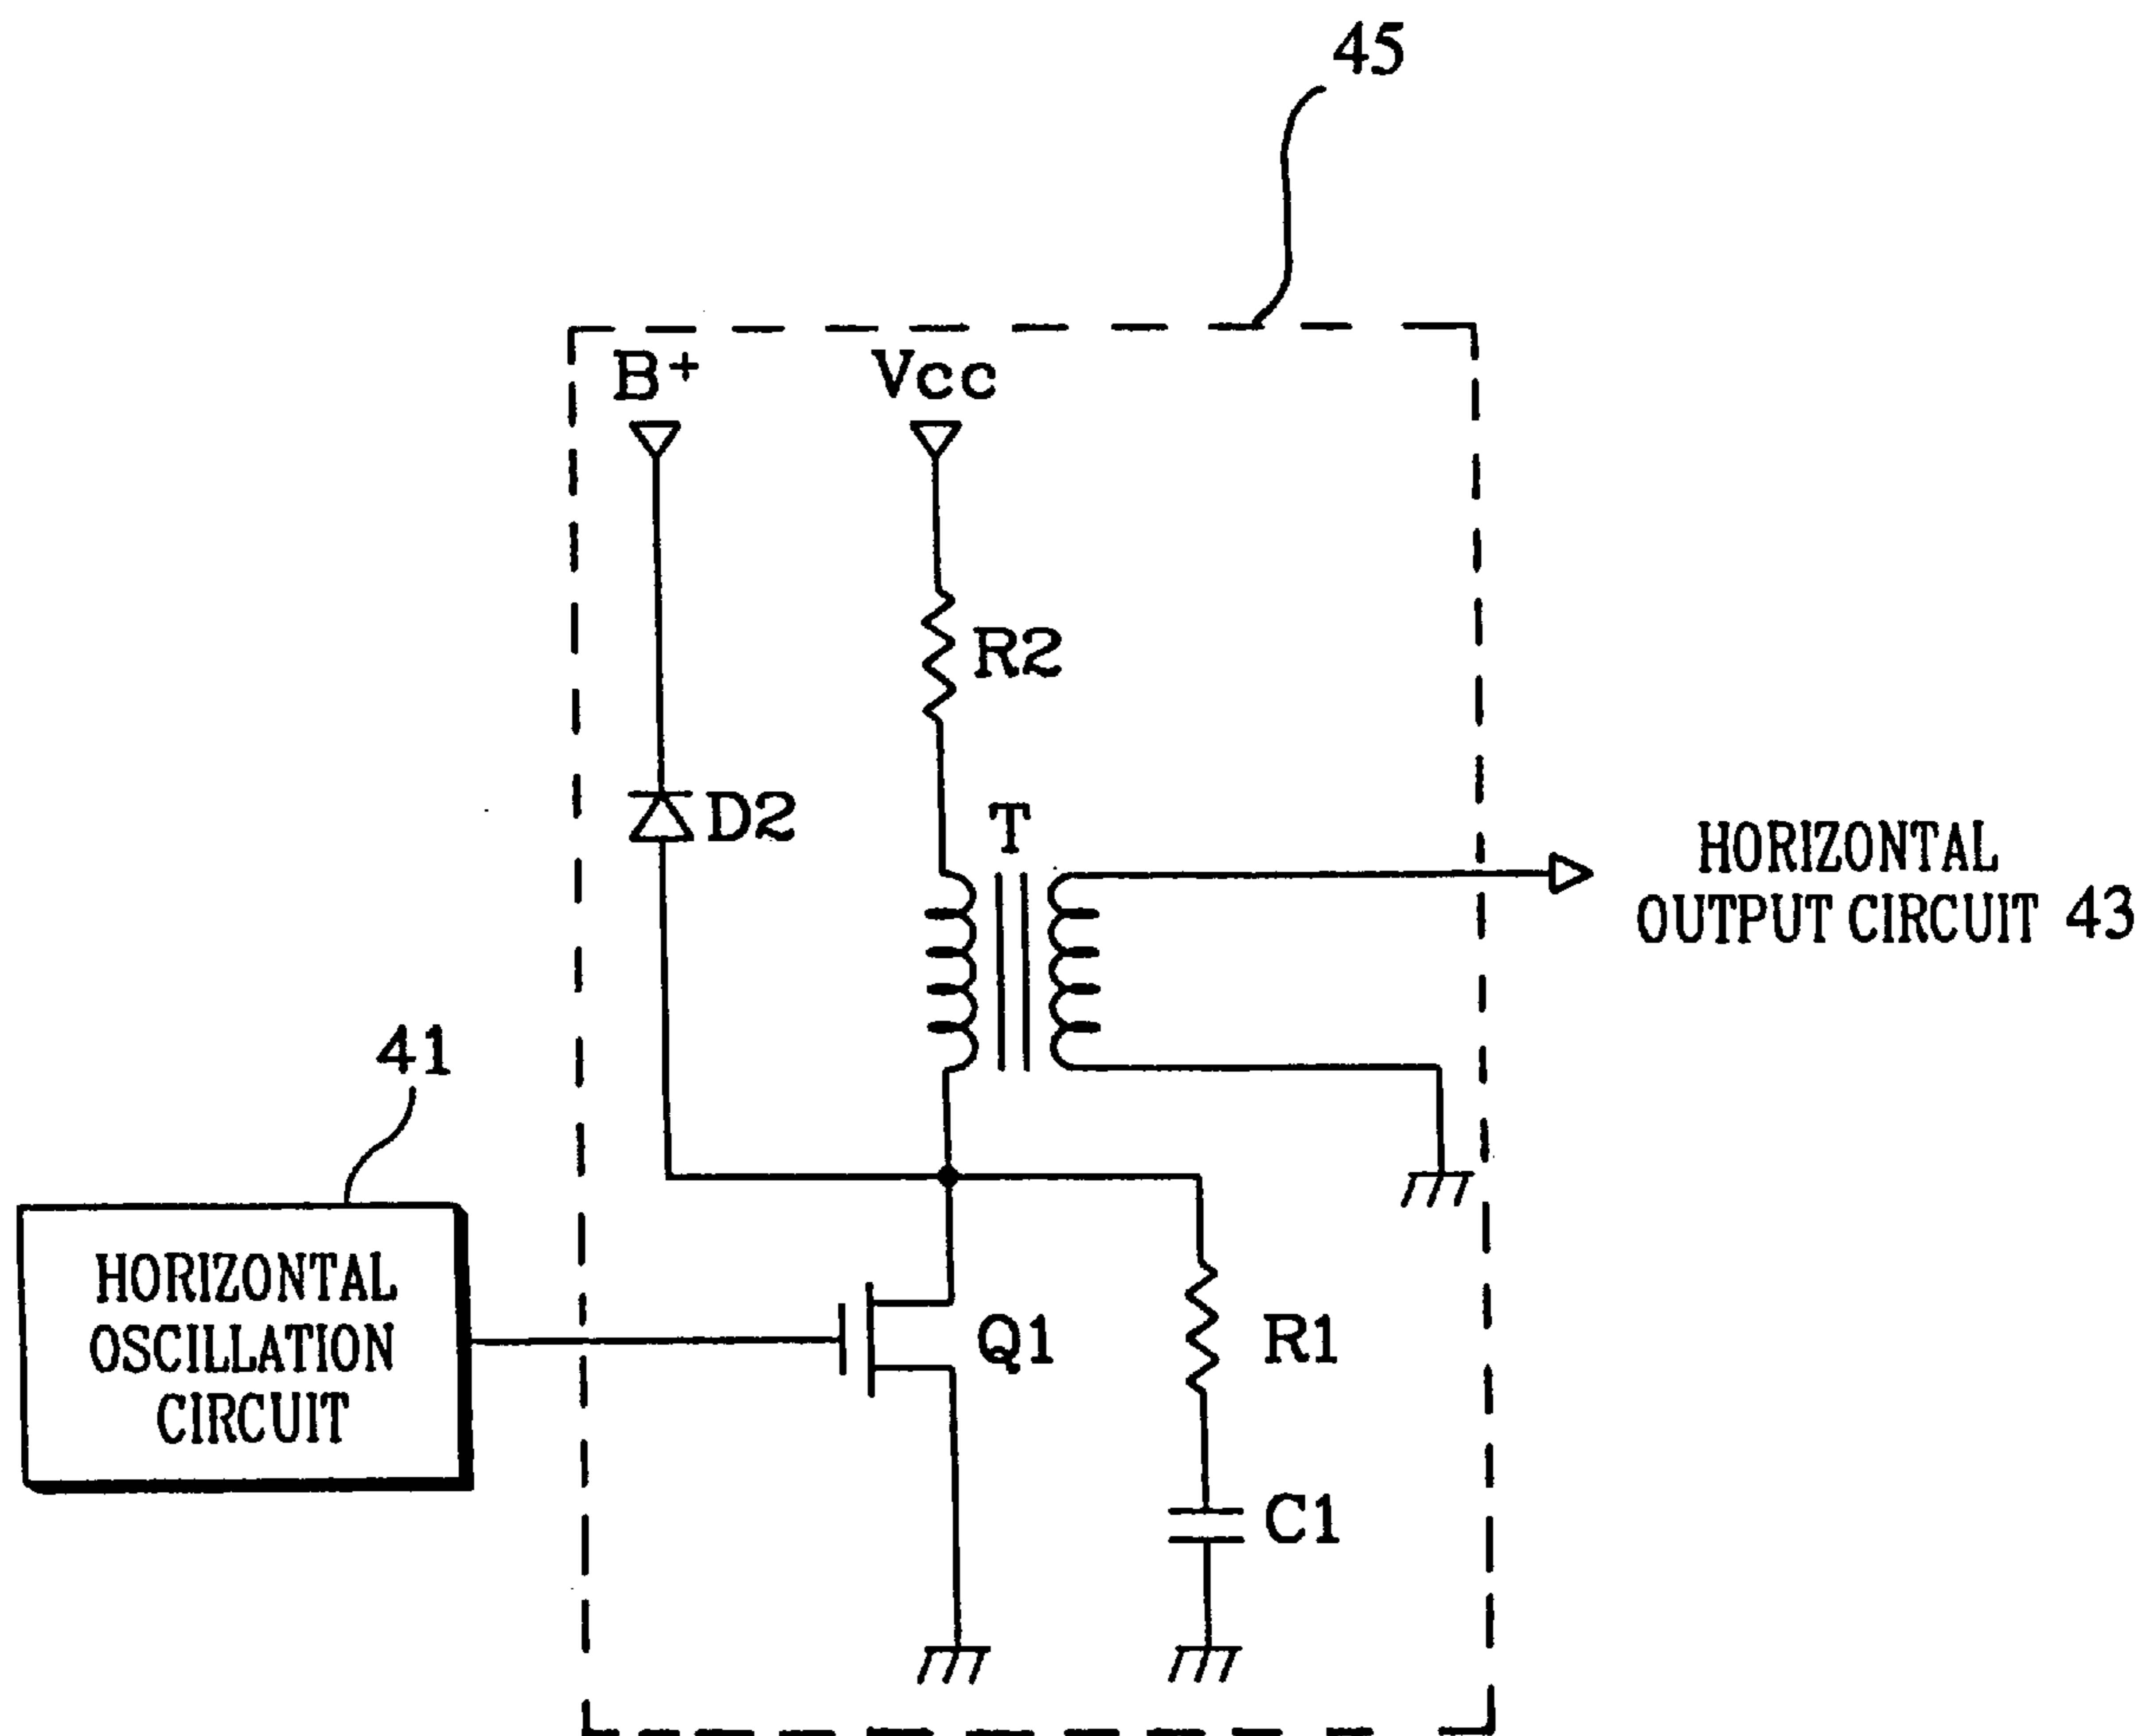 45
B+
Vcc
R2
D2
T
HORIZONTAL
OUTPUT CIRCUIT 43
41
HORIZONTAL
OSCILLATION
CIRCUIT
Q1
R1
C1